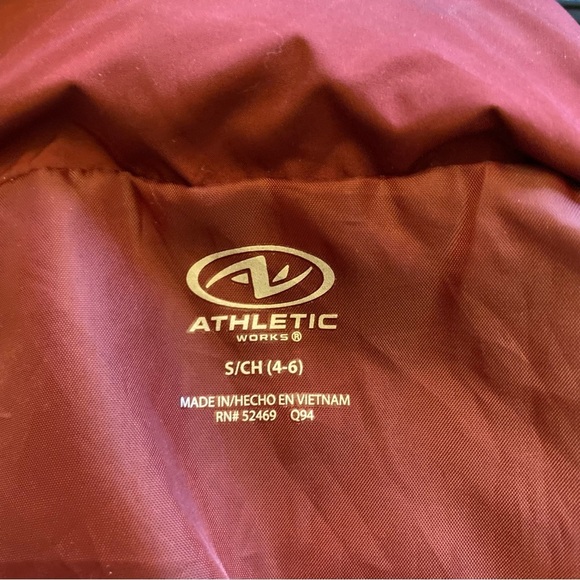 ATHLETIC
WORKS®
S/CH (4-6)
MADE IN/HECHO EN VIETNAM
RN# 52469 Q94